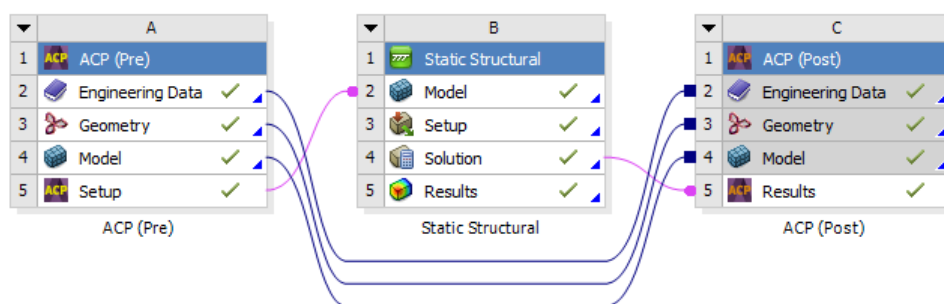 A
1 ACP ACP (Pre)
2 Engineering Data
3 Geometry
4 Model
5 ACP Setup
ACP (Pre)
B
1 Static Structural
2 Model
3 Setup
4 Solution
5 Results
Static Structural
C
1 ACP ACP (Post)
2 Engineering Data
3 Geometry
4 Model
5 ACP Results
ACP (Post)